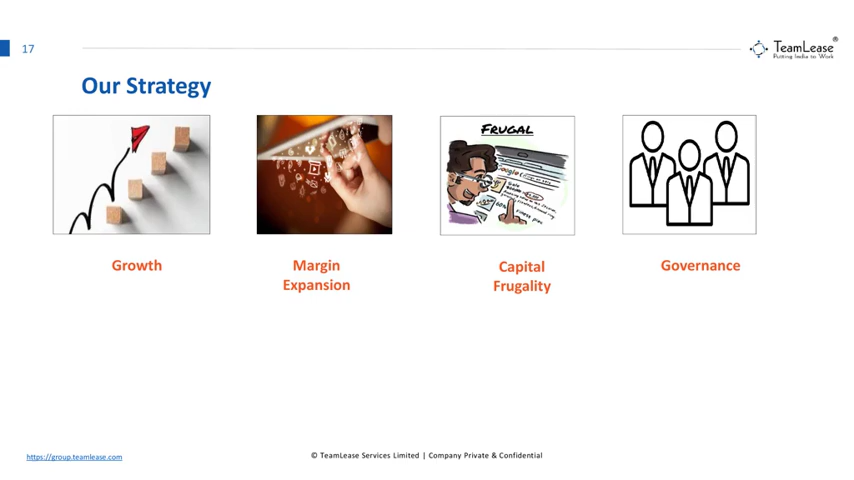 17
TeamLease®
Putting India to Work
Our Strategy
FRUGAL
Growth
Margin
Expansion
Capital
Frugality
Governance
https://group.teamlease.com
© TeamLease Services Limited | Company Private & Confidential